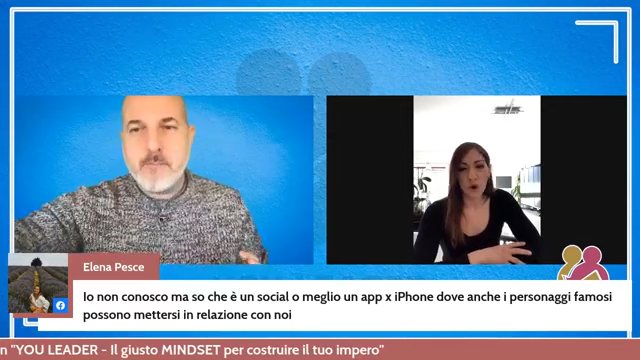 Elena Pesce
Io non conosco ma so che è un social o meglio un app x iPhone dove anche i personaggi famosi
possono mettersi in relazione con noi
n "YOU LEADER - Il giusto MINDSET per costruire il tuo impero"